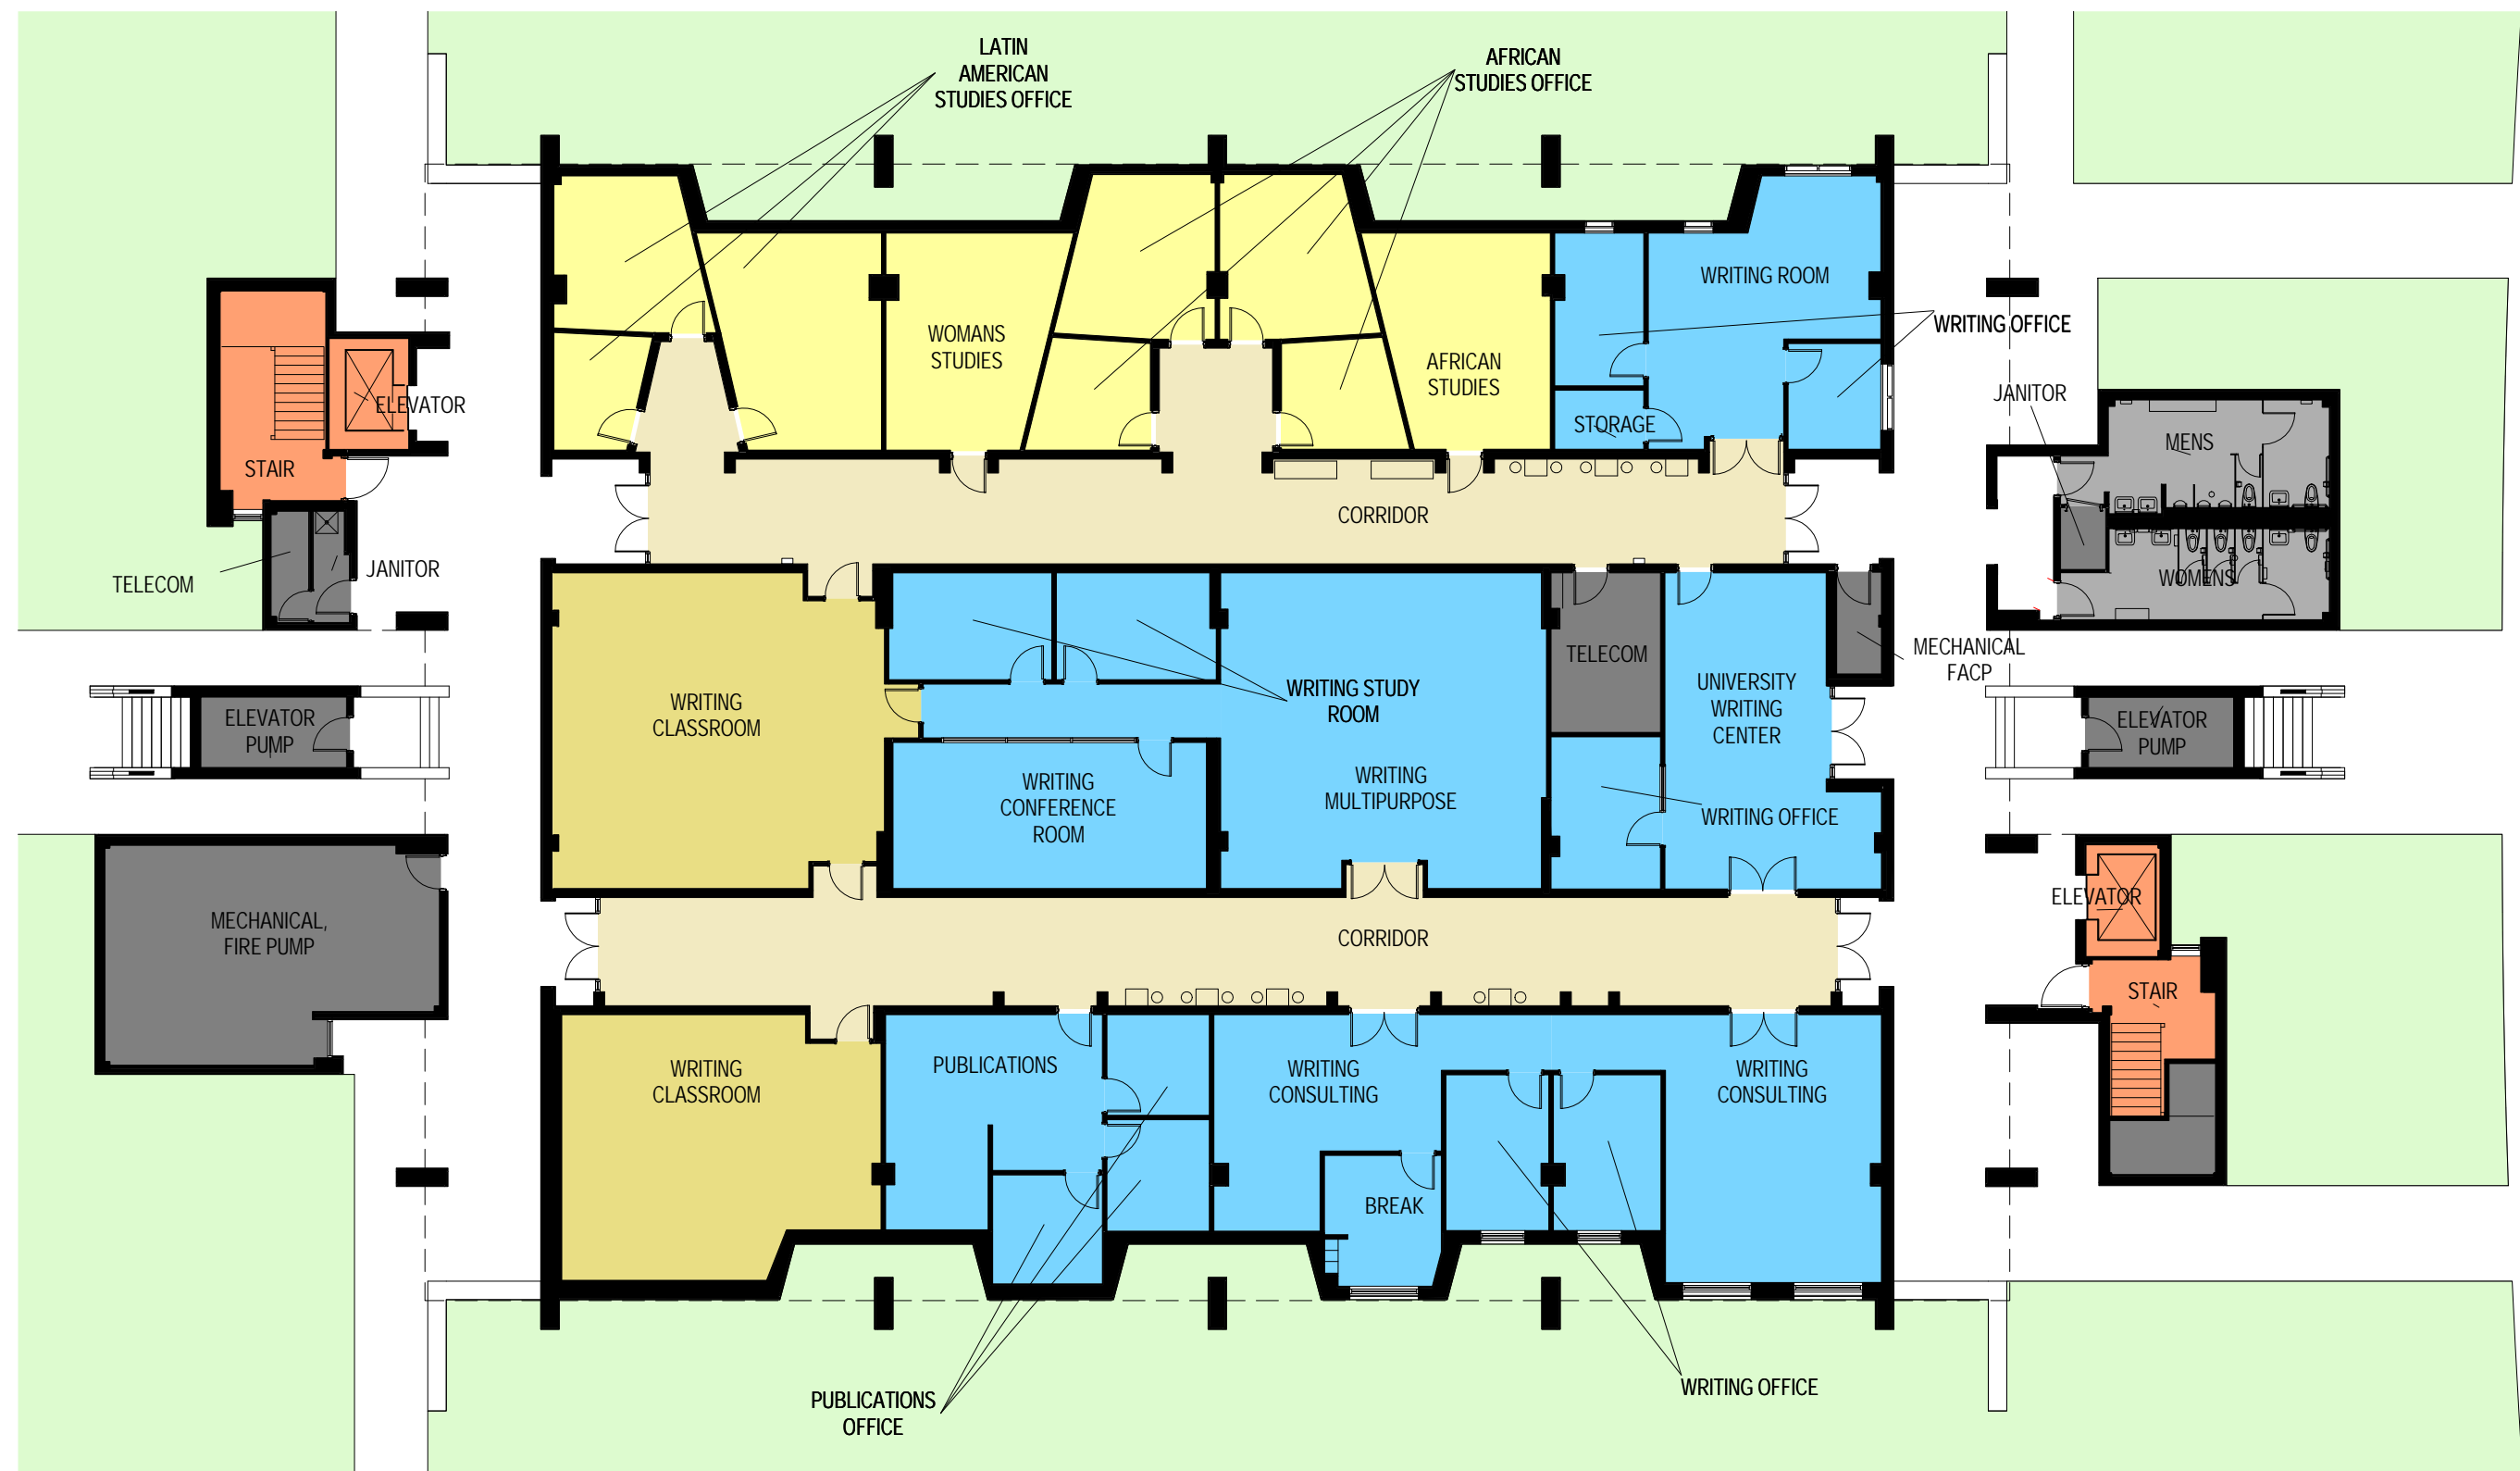 LATIN
AMERICAN
STUDIES OFFICE
AFRICAN
STUDIES OFFICE
WRITING ROOM
WRITING OFFICE
WOMANS
STUDIES
AFRICAN
STUDIES
STORAGE
ELEVATOR
STAIR
JANITOR
MENS
CORRIDOR
TELECOM
JANITOR
WOMENS
MECHANICAL
FACP
TELECOM
WRITING STUDY
ROOM
UNIVERSITY
WRITING
CENTER
WRITING
CLASSROOM
ELEVATOR
PUMP
ELEVATOR
PUMP
WRITING
CONFERENCE
ROOM
WRITING
MULTIPURPOSE
WRITING OFFICE
MECHANICAL,
FIRE PUMP
CORRIDOR
ELEVATOR
STAIR
WRITING
CLASSROOM
PUBLICATIONS
WRITING
CONSULTING
WRITING
CONSULTING
BREAK
PUBLICATIONS
OFFICE
WRITING OFFICE